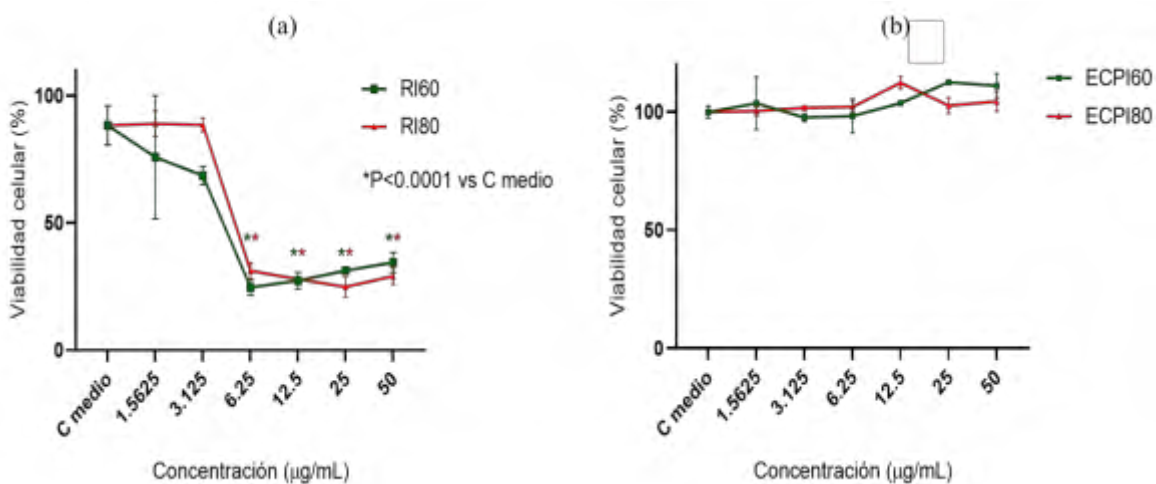 (a)
Viabilidad celular (%)
100
50
0
RI60
RI80
*P<0.0001 vs C medio
** ** ** **
C medio 1.5625 3.125 6.25 12.5 25 50
Concentración (µg/mL)
(b)
Viabilidad celular (%)
100
50
0
ECPI60
ECPI80
C medio 1.5625 3.125 6.25 12.5 25 50
Concentración (µg/mL)